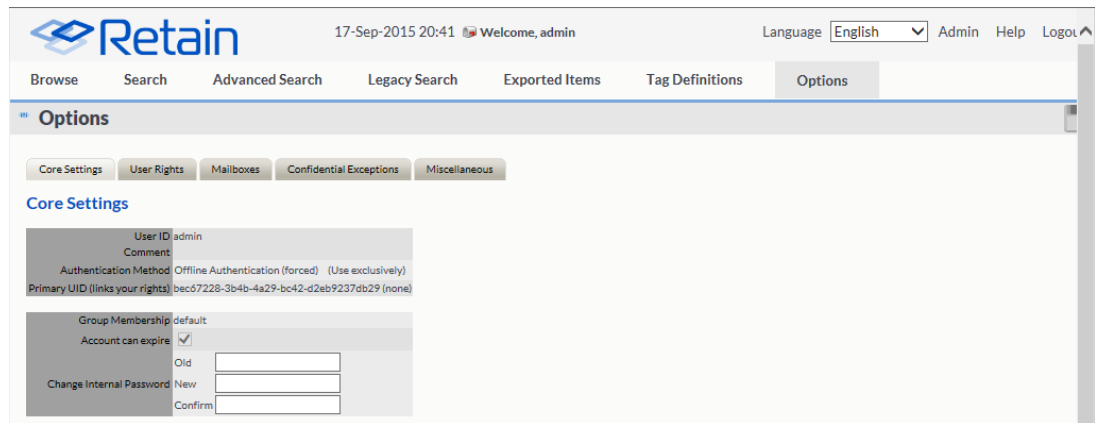 Retain 17-Sep-2015 20:41 Welcome, admin Language English Admin Help
Browse Search Advanced Search Legacy Search Exported Items Tag Definitions Options
Options
Core Settings User Rights Mailboxes Confidential Exceptions Miscellaneous
Core Settings
User ID admin
Comment
Authentication Method Offline Authentication (forced) (Use exclusively)
Primary UID (links your rights) bec67228-3b4b-4a29-bc42-d2eb9237db29 (none)
Group Membership default
Account can expire
Old
Change Internal Password New
Confirm